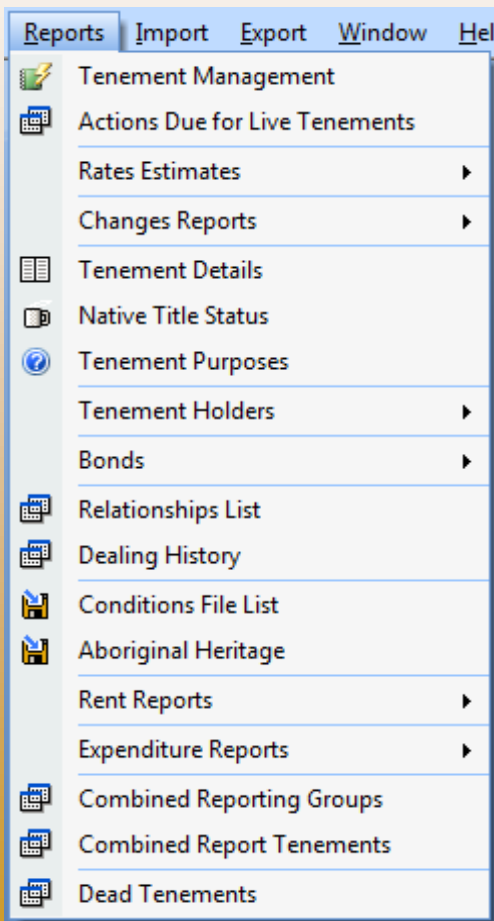 Reports Import Export Window Hel
Tenement Management
Actions Due for Live Tenements
Rates Estimates
Changes Reports
Tenement Details
Native Title Status
Tenement Purposes
Tenement Holders
Bonds
Relationships List
Dealing History
Conditions File List
Aboriginal Heritage
Rent Reports
Expenditure Reports
Combined Reporting Groups
Combined Report Tenements
Dead Tenements